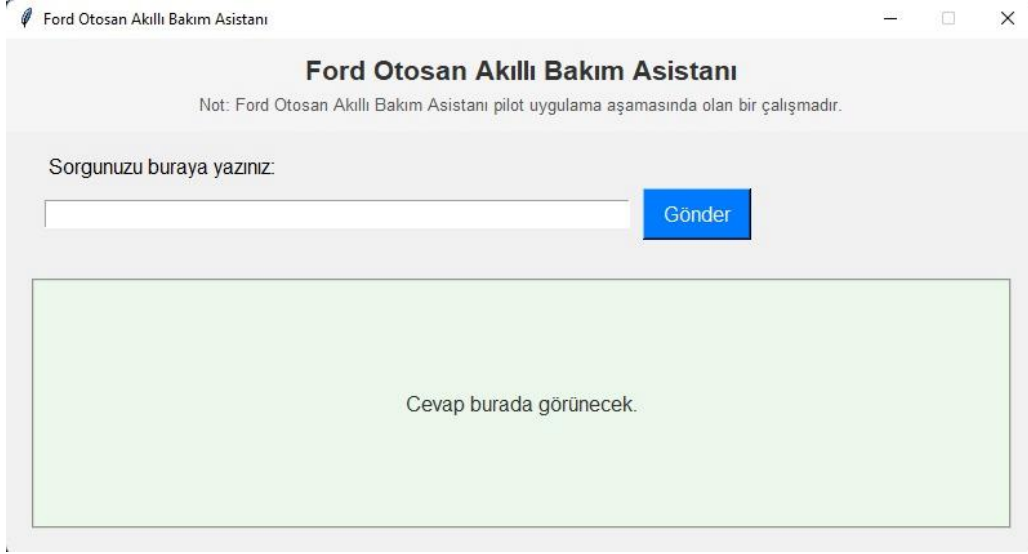 Ford Otosan Akıllı Bakım Asistanı
Ford Otosan Akıllı Bakım Asistanı
Not: Ford Otosan Akıllı Bakım Asistanı pilot uygulama aşamasında olan bir çalışmadır.
Sorgunuzu buraya yazınız:
Gönder
Cevap burada görünecek.